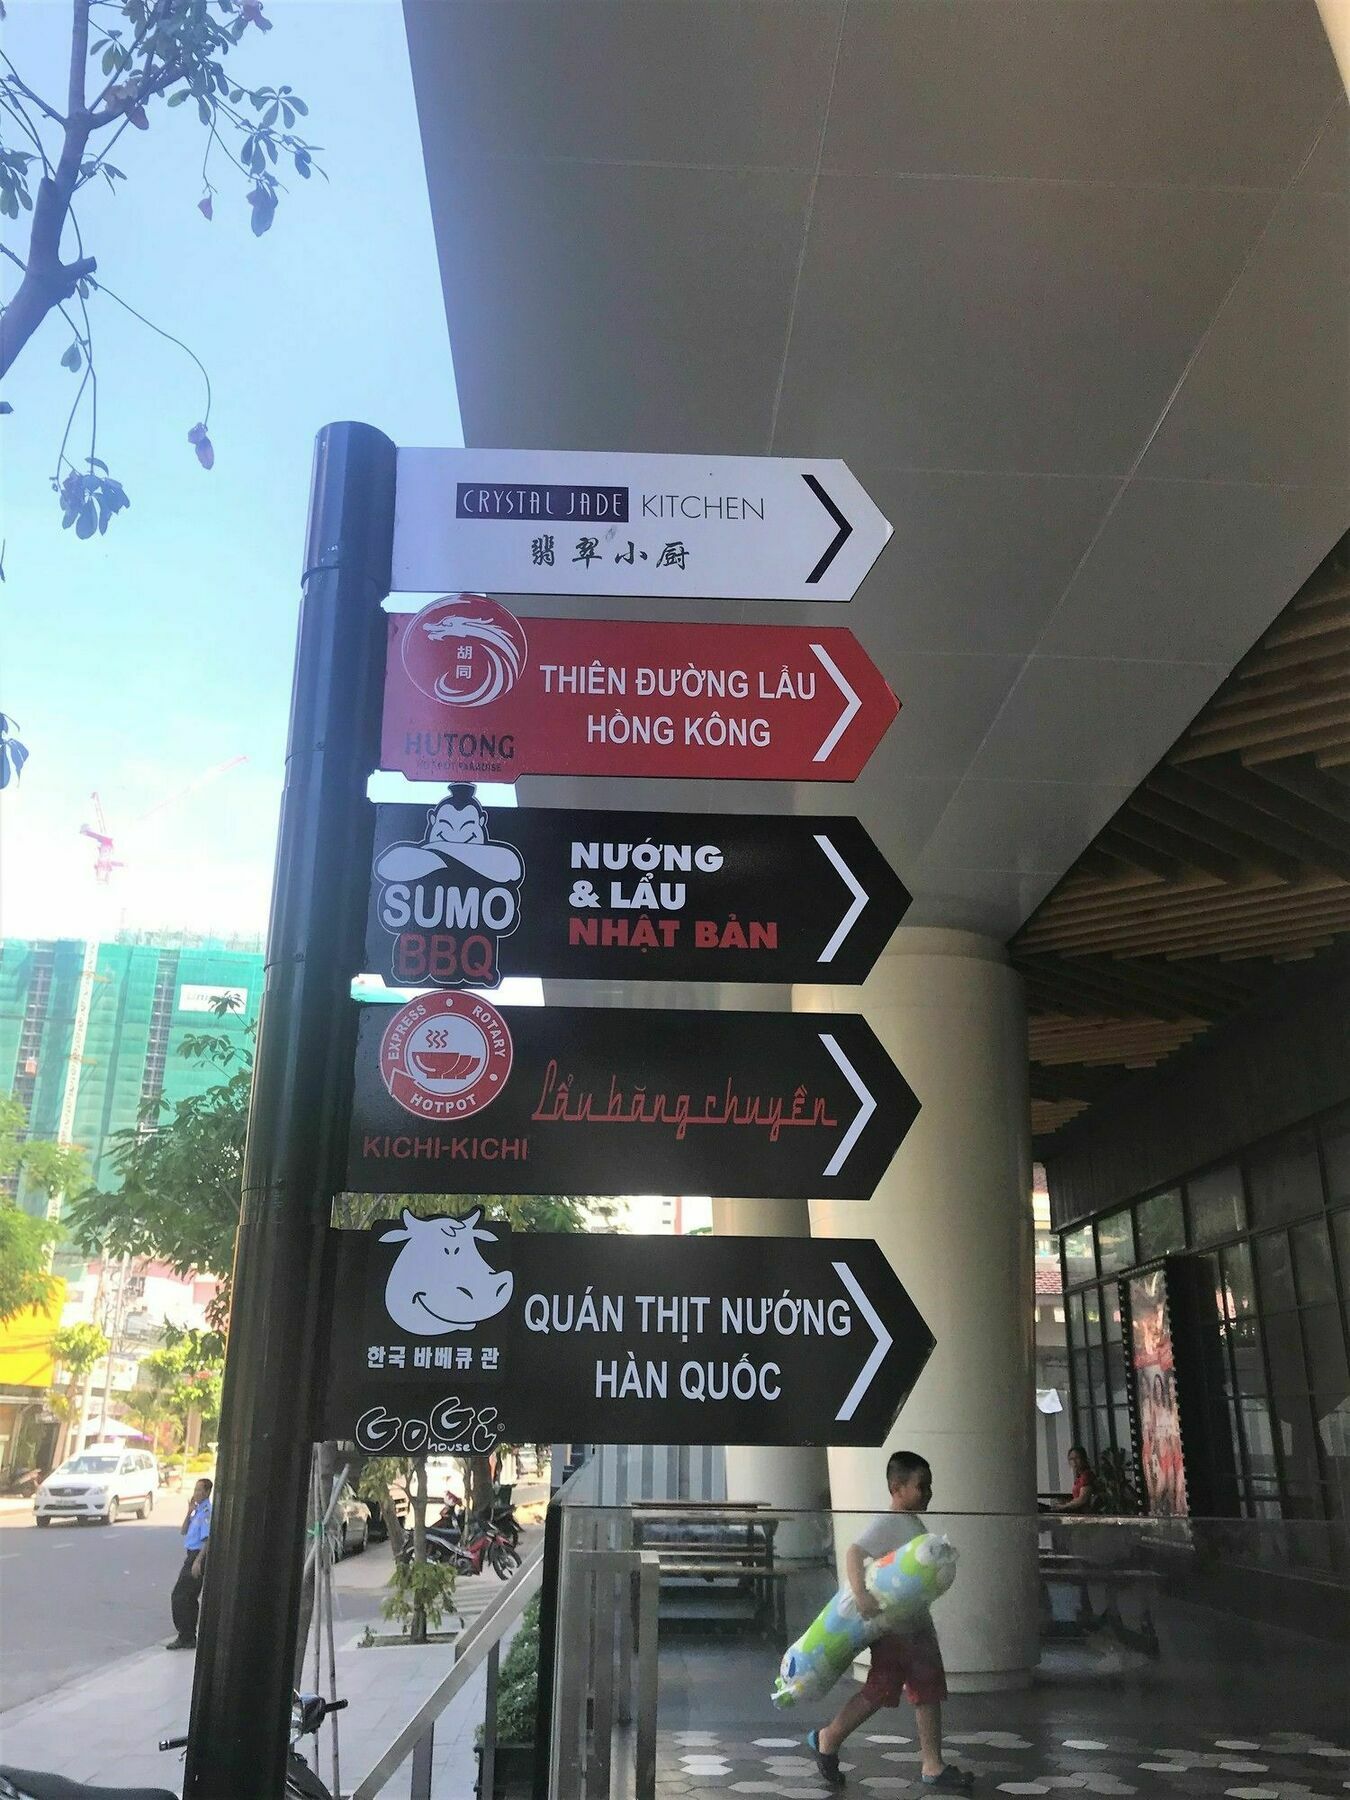 CRYSTAL JADE KITCHEN
翡翠小厨
胡
同
HUTONG
HOTPOT PARADISE
THIÊN ĐƯỜNG LẨU
HỒNG KÔNG
SUMO
BBQ
NƯỚNG
& LẨU
NHẬT BẢN
EXPRESS • ROTARY •
HOTPOT
KICHI-KICHI
Lẩu băng chuyền
한국 바베큐 관
GoGi
house
QUÁN THỊT NƯỚNG
HÀN QUỐC